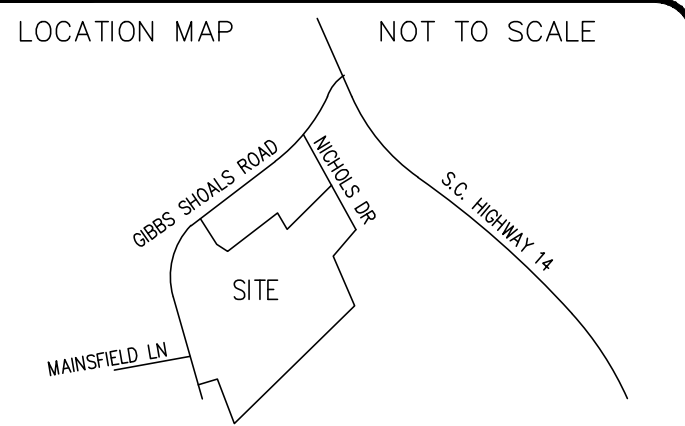 LOCATION MAP
NOT TO SCALE
GIBBS SHOALS ROAD
NICHOLS DR
S.C. HIGHWAY 14
SITE
MAINSFIELD LN